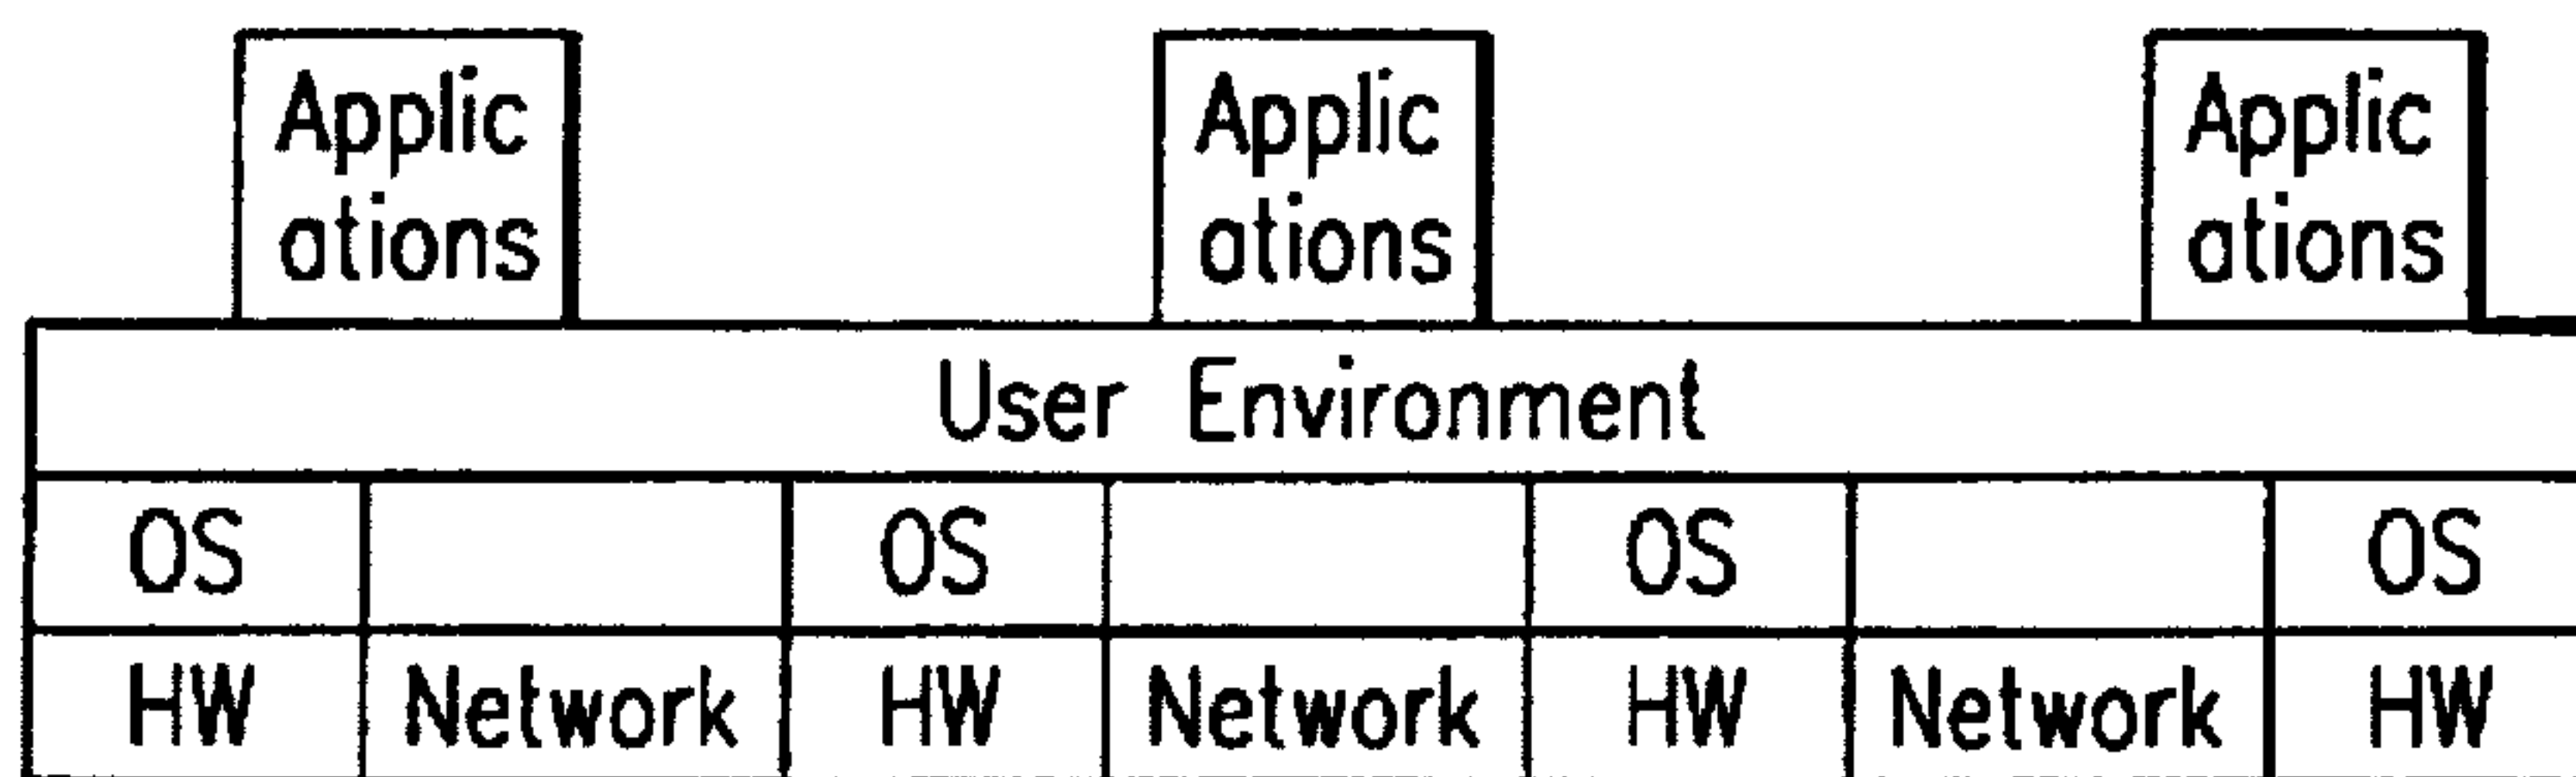 Applic
ations
Applic
ations
Applic
ations
User Environment
OS OS OS OS
HW Network HW Network HW Network HW